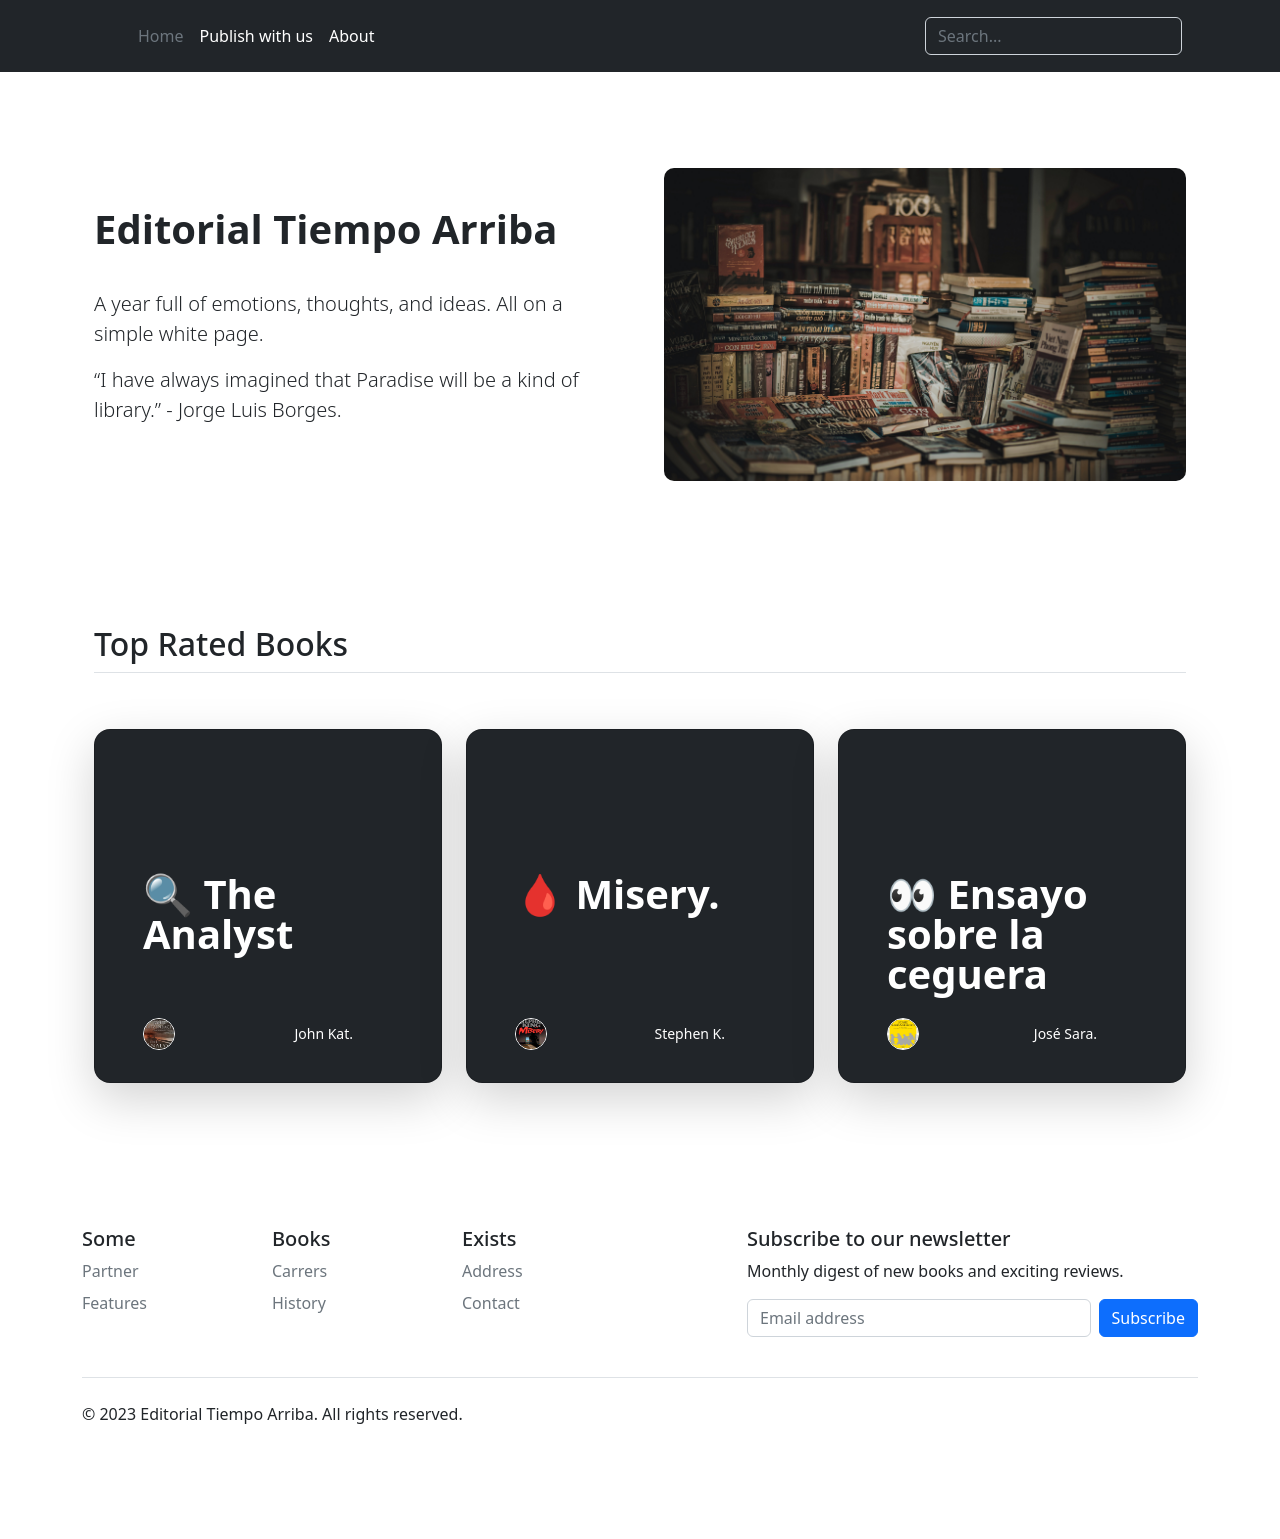 Home Publish with us About Search...
Editorial Tiempo Arriba
A year full of emotions, thoughts, and ideas. All on a
simple white page.
“I have always imagined that Paradise will be a kind of
library.” - Jorge Luis Borges.
100
Top Rated Books
🔍 The
Analyst
John Kat.
🩸 Misery.
Stephen K.
👀 Ensayo
sobre la
ceguera
José Sara.
Some
Partner
Features
Books
Carrers
History
Exists
Address
Contact
Subscribe to our newsletter
Monthly digest of new books and exciting reviews.
Email address Subscribe
© 2023 Editorial Tiempo Arriba. All rights reserved.